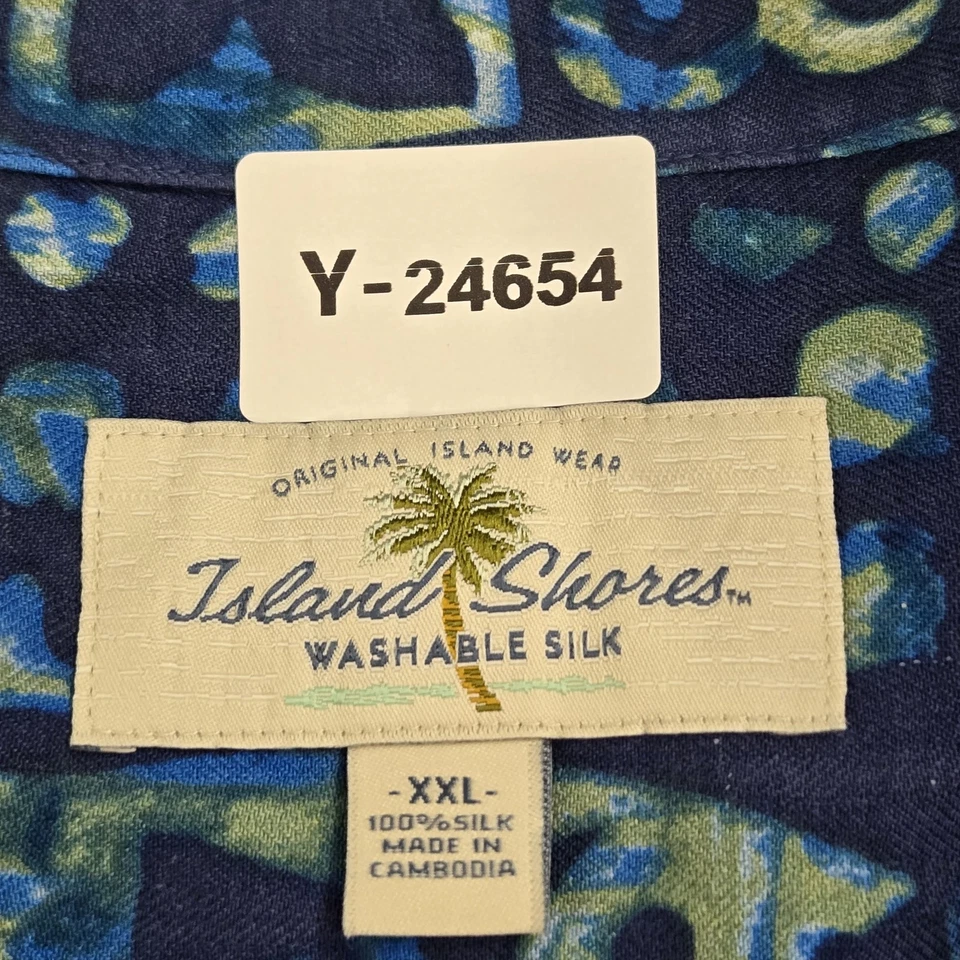 Y-24654
ORIGINAL ISLAND WEAR
Island Shores™
WASHABLE SILK
-XXL-
100%SILK
MADE IN
CAMBODIA